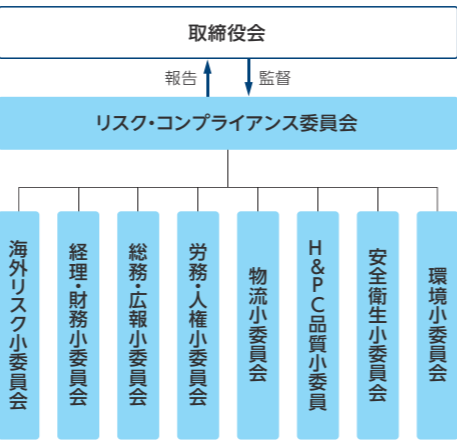 取締役会
報告
監督
リスク・コンプライアンス委員会
海外リスク小委員会
経理・財務小委員会
総務・広報小委員会
労務・人権小委員会
物流小委員会
H&PC品質小委員
安全衛生小委員会
環境小委員会